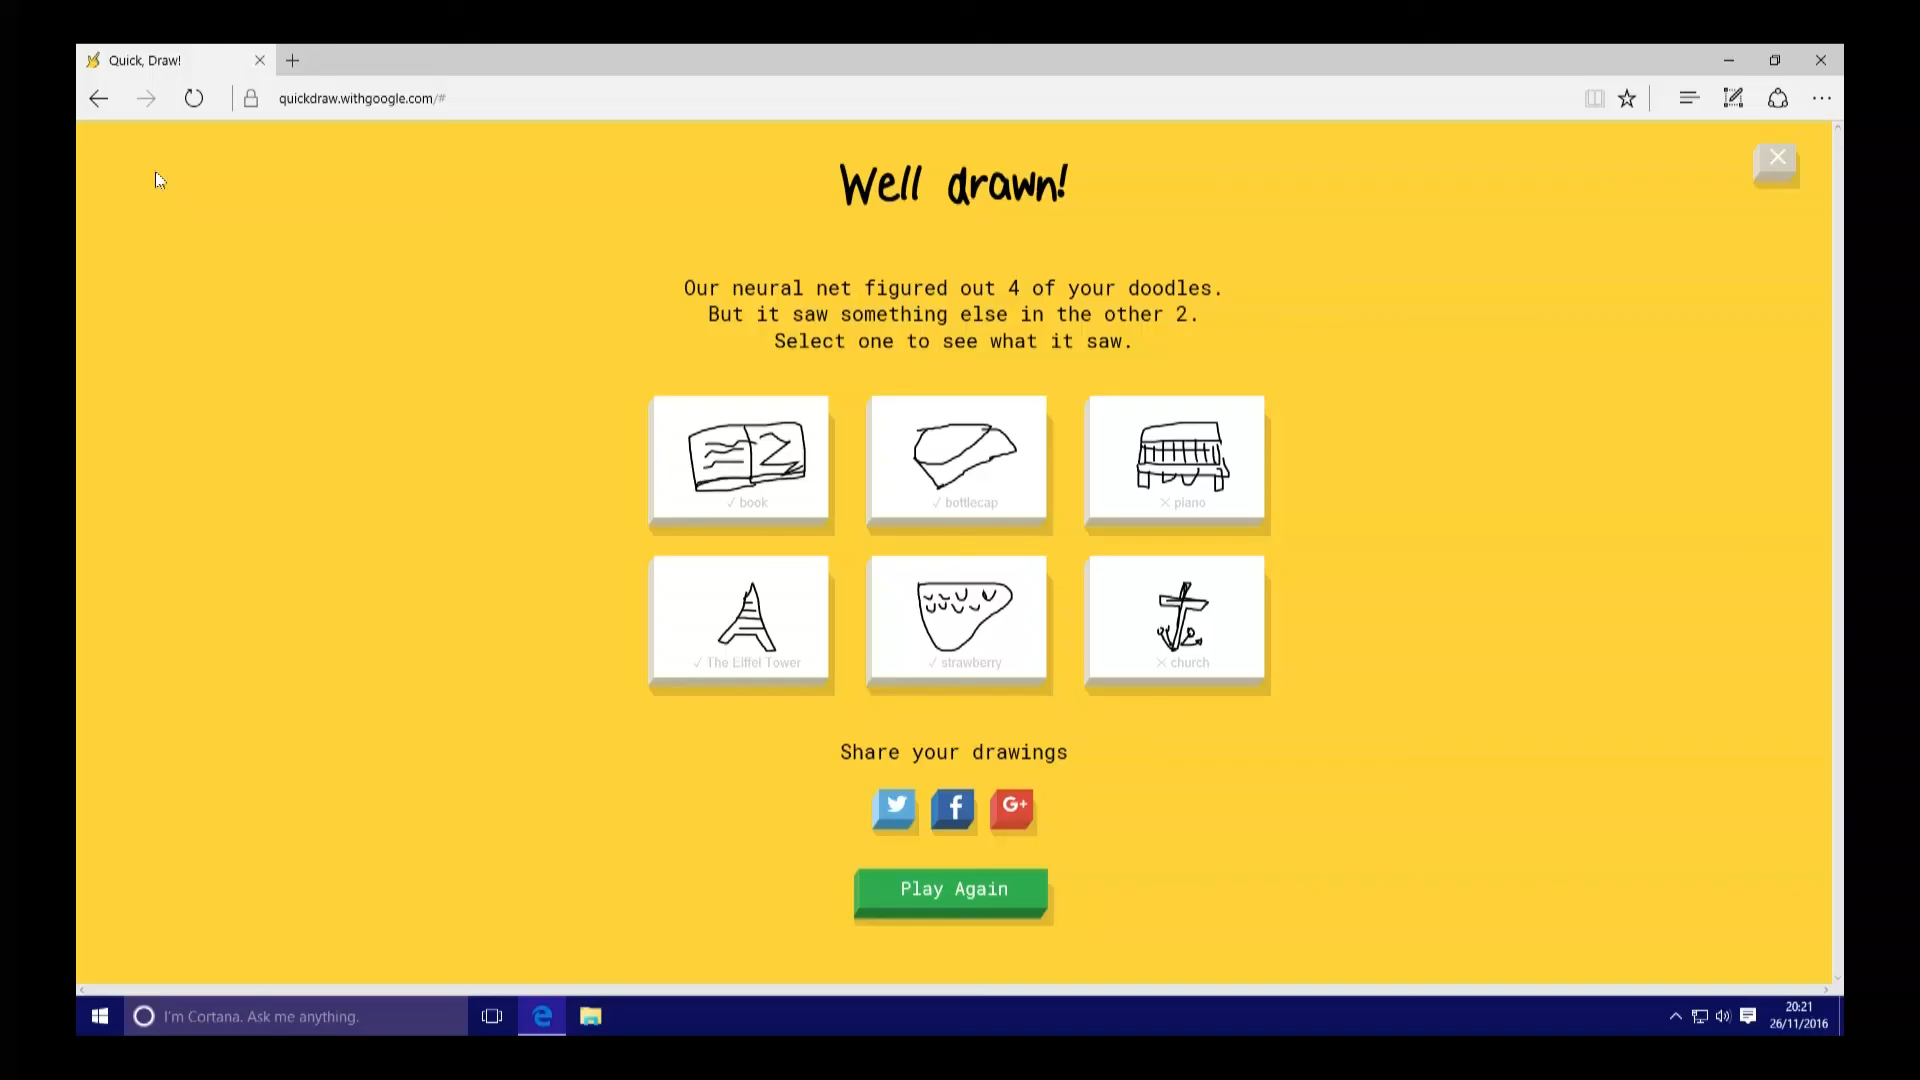 Quick, Draw!
quickdraw.withgoogle.com/#
Well drawn!
Our neural net figured out 4 of your doodles.
But it saw something else in the other 2.
Select one to see what it saw.
✓ book
✓ bottlecap
✕ piano
✓ The Eiffel Tower
✓ strawberry
✕ church
Share your drawings
G+
Play Again
I'm Cortana. Ask me anything.
20:21
26/11/2016